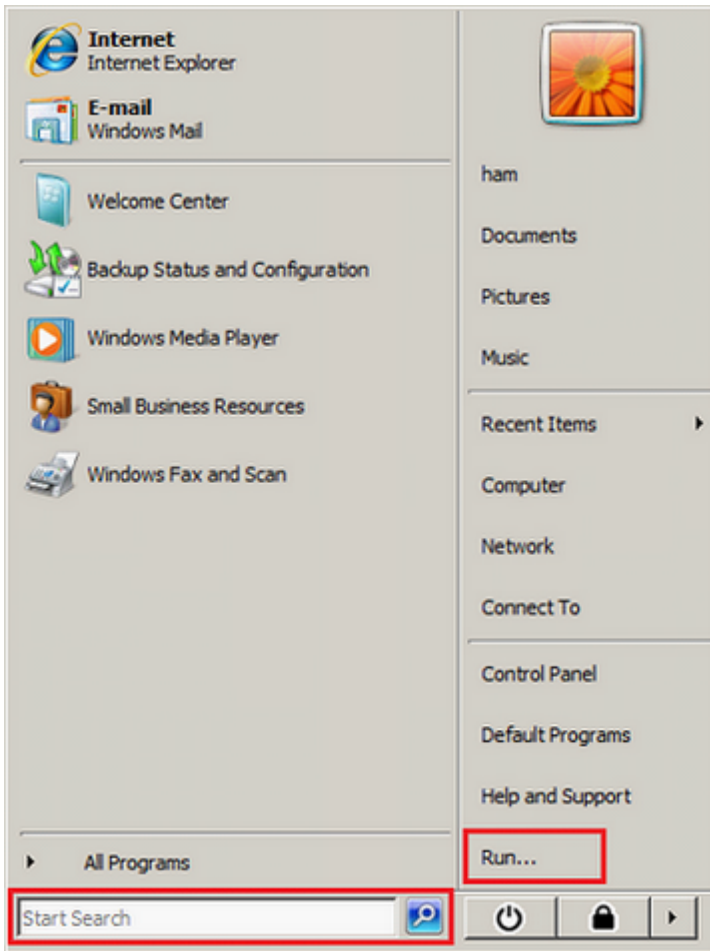 Internet
Internet Explorer
E-mail
Windows Mail
Welcome Center
Backup Status and Configuration
Windows Media Player
Small Business Resources
Windows Fax and Scan
All Programs
Start Search
ham
Documents
Pictures
Music
Recent Items
Computer
Network
Connect To
Control Panel
Default Programs
Help and Support
Run...